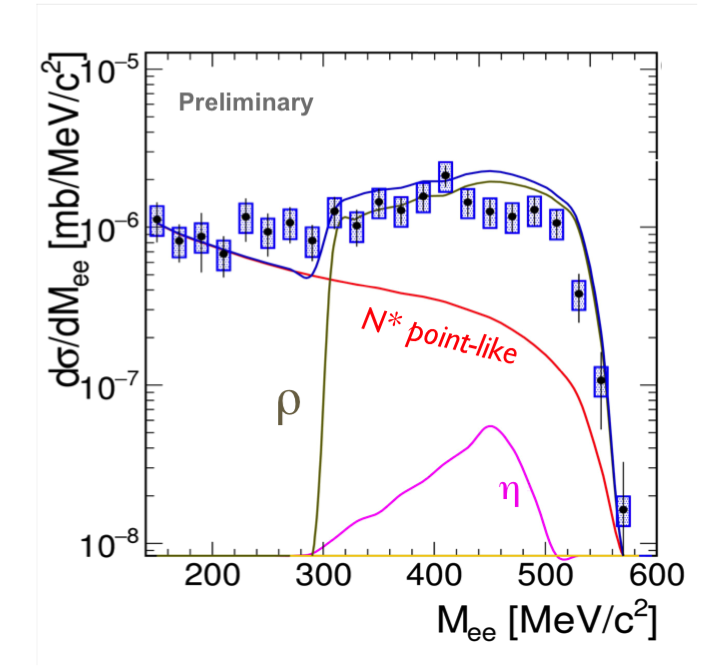 Preliminary
dσ/dMee [mb/MeV/c²]
10⁻⁵
10⁻⁶
10⁻⁷
10⁻⁸
N* point-like
ρ
η
200 300 400 500 600
Mee [MeV/c²]